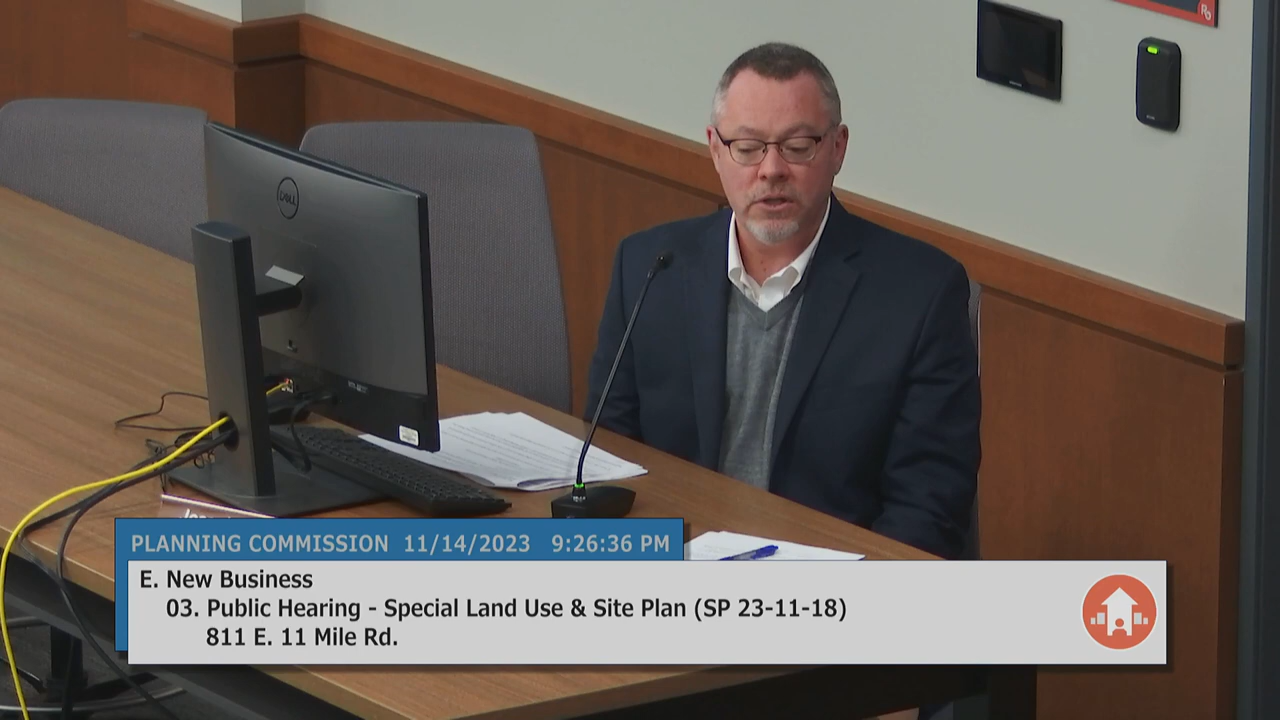 DELL
PLANNING COMMISSION 11/14/2023 9:26:36 PM
E. New Business
03. Public Hearing - Special Land Use & Site Plan (SP 23-11-18)
811 E. 11 Mile Rd.